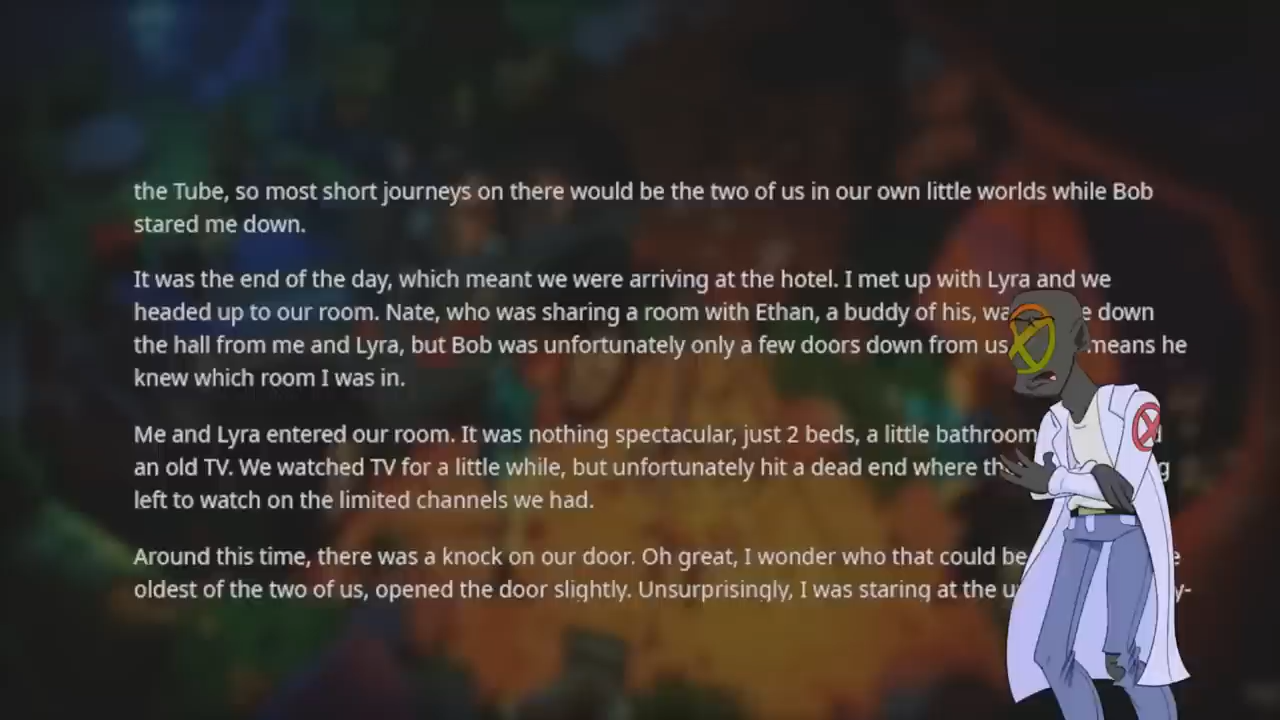 the Tube, so most short journeys on there would be the two of us in our own little worlds while Bob
stared me down.
It was the end of the day, which meant we were arriving at the hotel. I met up with Lyra and we
headed up to our room. Nate, who was sharing a room with Ethan, a buddy of his, down
the hall from me and Lyra, but Bob was unfortunately only a few doors down from us means he
knew which room I was in.
Me and Lyra entered our room. It was nothing spectacular, just 2 beds, a little bathroom
an old TV. We watched TV for a little while, but unfortunately hit a dead end where
left to watch on the limited channels we had.
Around this time, there was a knock on our door. Oh great, I wonder who that could be
oldest of the two of us, opened the door slightly. Unsurprisingly, I was staring at the